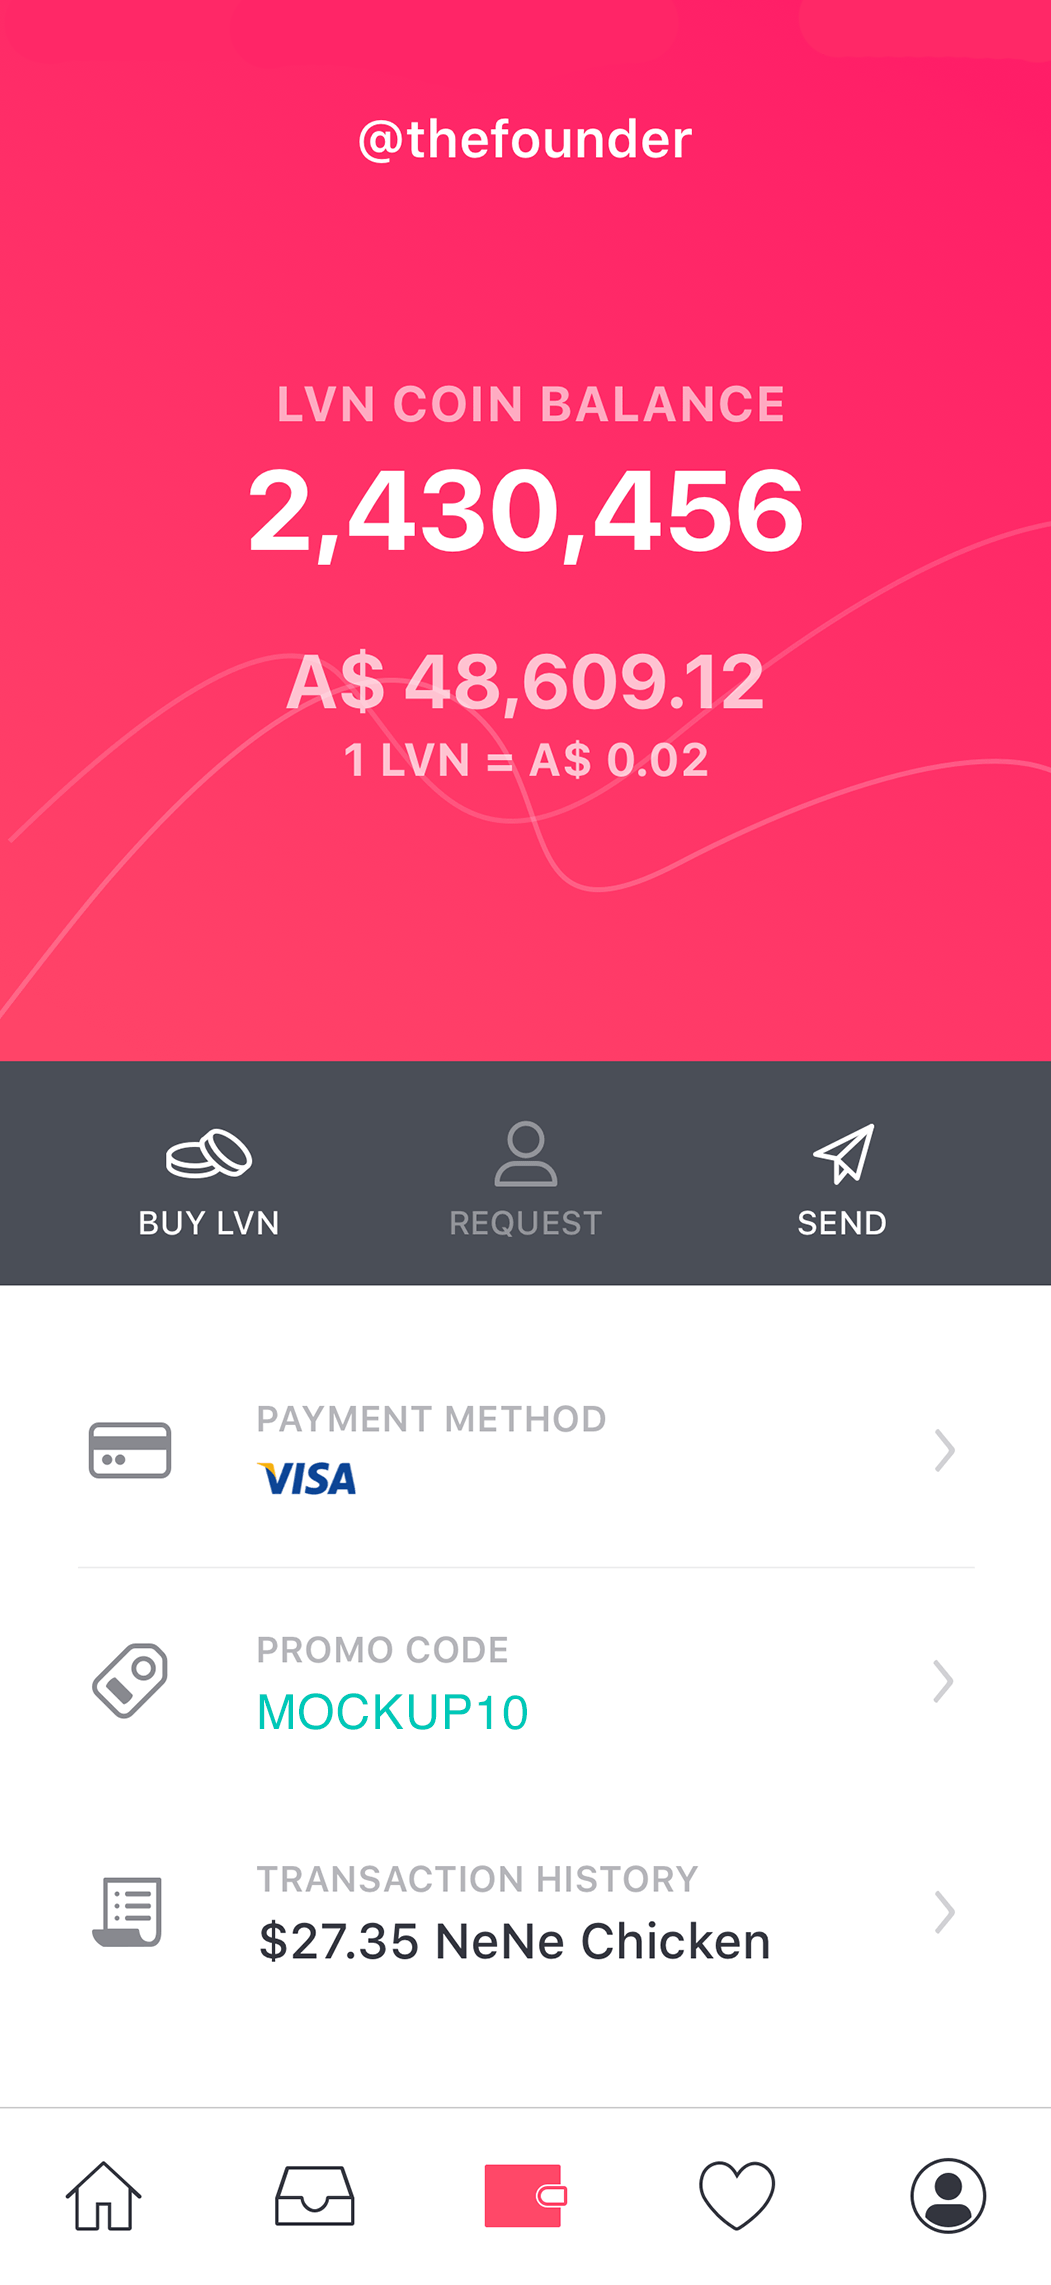 @thefounder
LVN COIN BALANCE
2,430,456
A$ 48,609.12
1 LVN = A$ 0.02
BUY LVN
REQUEST
SEND
PAYMENT METHOD
VISA
PROMO CODE
MOCKUP10
TRANSACTION HISTORY
$27.35 NeNe Chicken